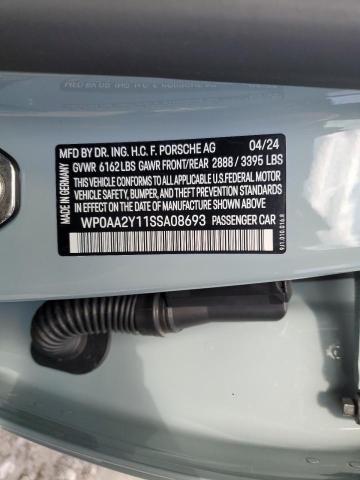 MFD BY DR. ING. H.C. F. PORSCHE AG 04/24
GVWR 6162 LBS GAWR FRONT/REAR 2888 / 3395 LBS
THIS VEHICLE CONFORMS TO ALL
APPLICABLE U.S. FEDERAL MOTOR
VEHICLE SAFETY, BUMPER, AND
THEFT PREVENTION STANDARDS
IN EFFECT ON THE DATE OF
MANUFACTURE SHOWN ABOVE
WP0AA2Y11SSA08693 PASSENGER CAR
MADE IN GERMANY